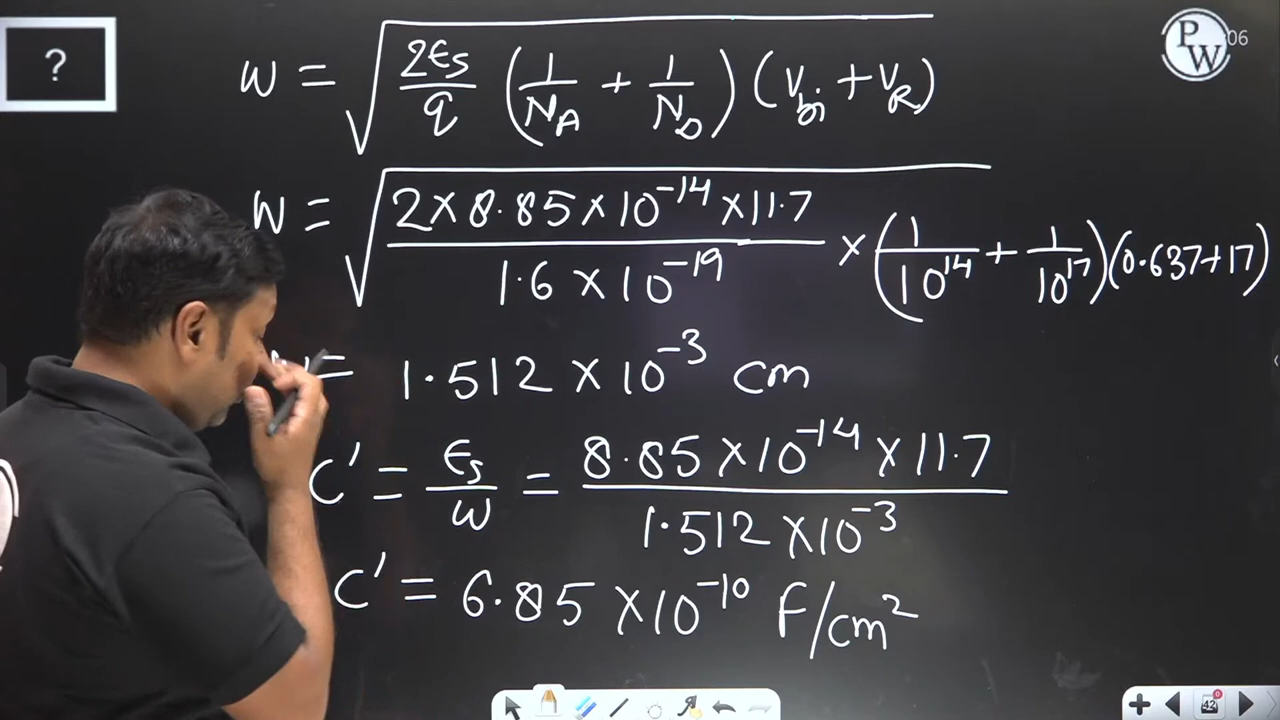 ?
PW
06
W = √(2εs/q (1/NA + 1/ND) (Vbi + VR))
W = √(2×8.85×10⁻¹⁴×11.7 / 1.6×10⁻¹⁹ × (1/10¹⁴ + 1/10¹⁷)(0.637+17)
= 1.512 × 10⁻³ cm
C' = εs/W = 8.85×10⁻¹⁴×11.7 / 1.512×10⁻³
C' = 6.85 ×10⁻¹⁰ F/cm²
42